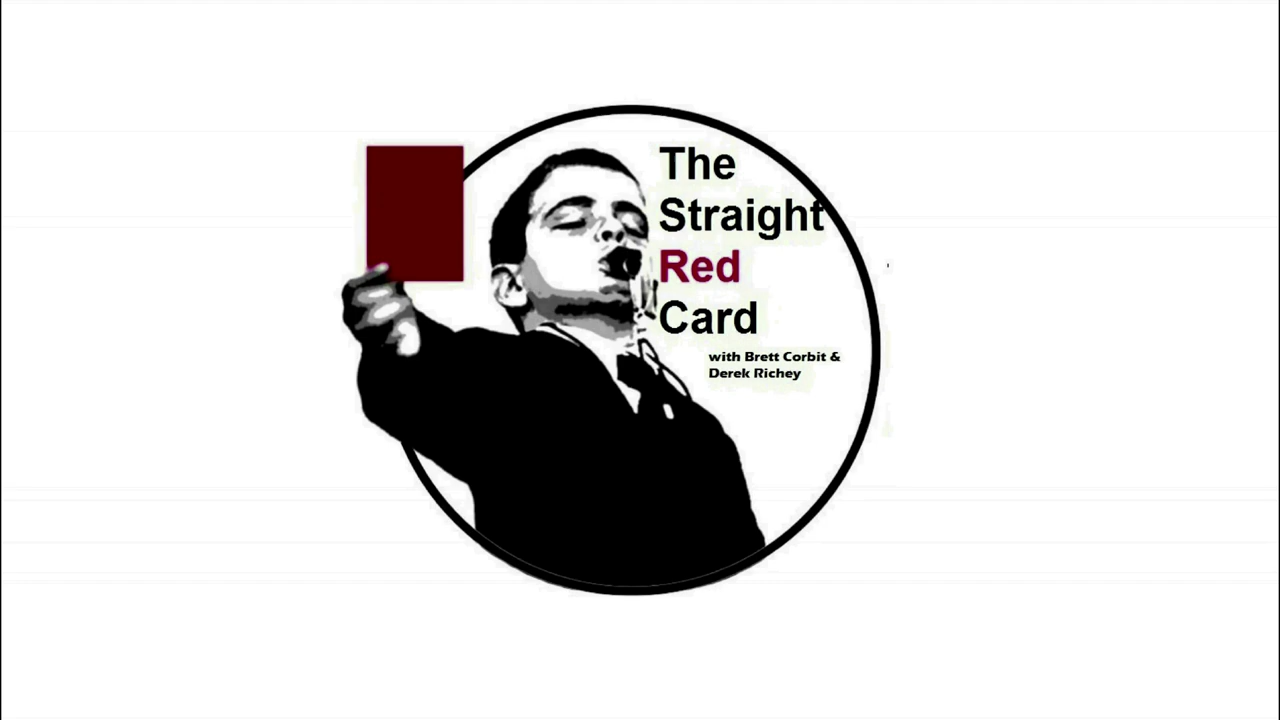 The
Straight
Red
Card
with Brett Corbit &
Derek Richey